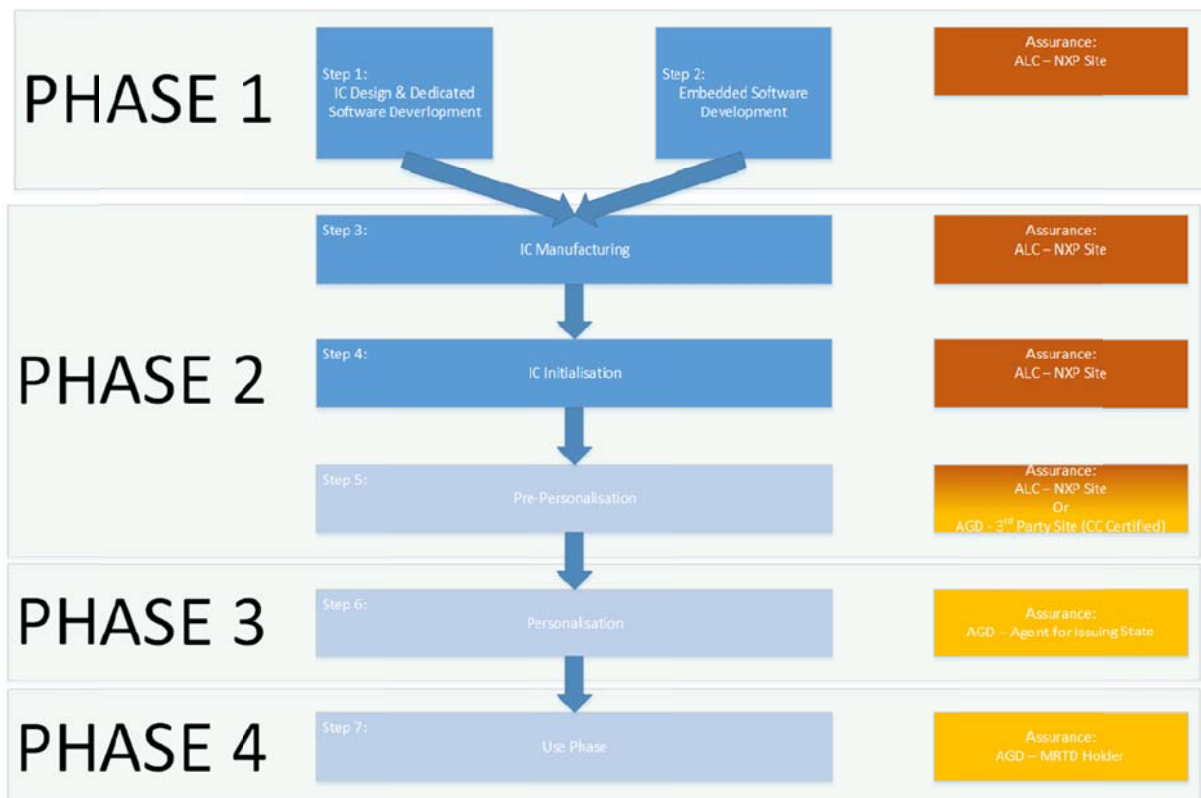 PHASE 1
Step 1:
IC Design & Dedicated
Software Deverlopment
Step 2:
Embedded Software
Development
Assurance:
ALC – NXP Site
PHASE 2
Step 3:
IC Manufacturing
Assurance:
ALC – NXP Site
Step 4:
IC Initialisation
Assurance:
ALC – NXP Site
Step 5:
Pre-Personalisation
Assurance:
ALC – NXP Site
Or
AGD - 3rd Party Site (CC Certified)
PHASE 3
Step 6:
Personalisation
Assurance:
AGD – Agent for Issuing State
PHASE 4
Step 7:
Use Phase
Assurance:
AGD – MRTD Holder